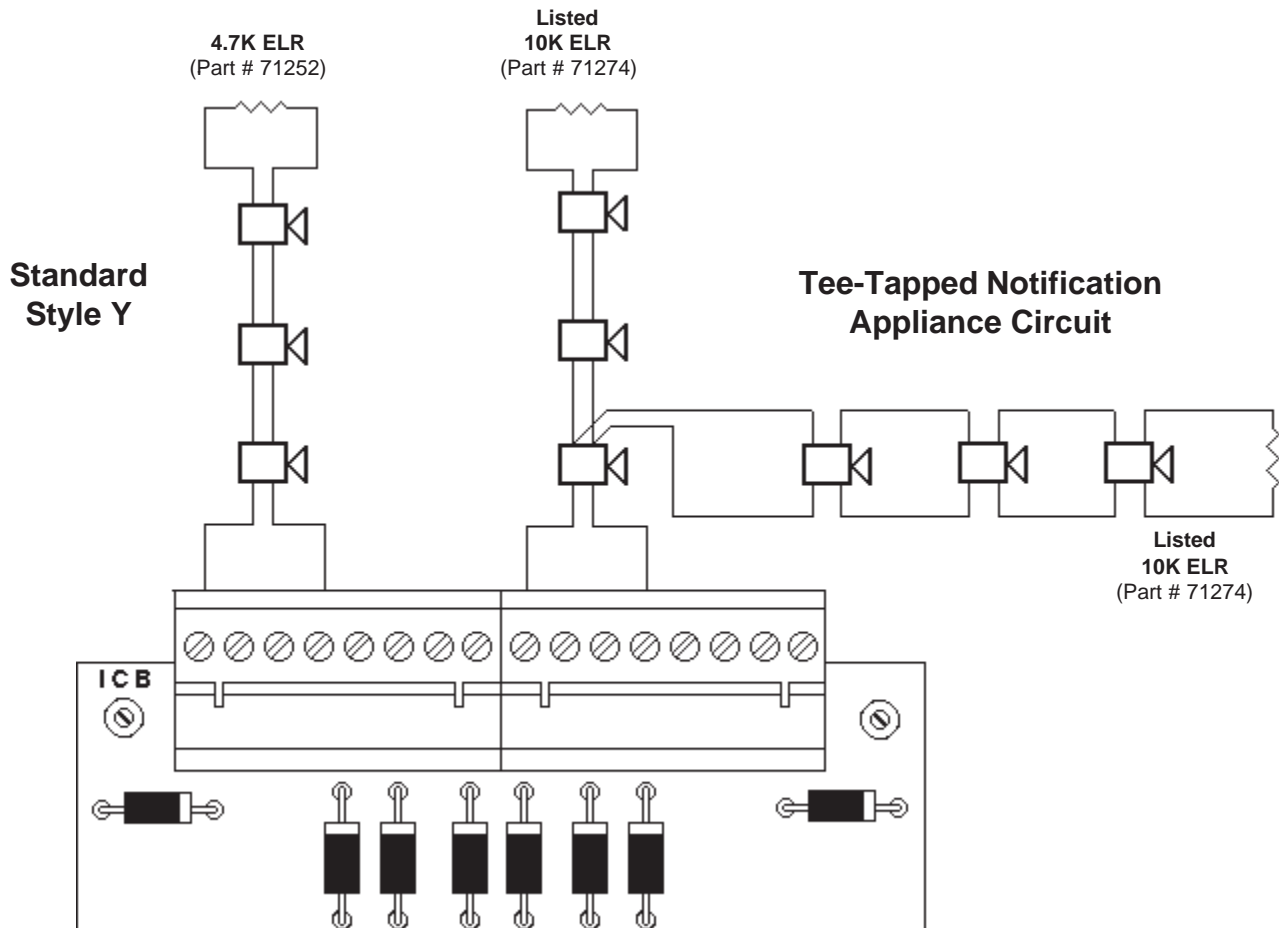 4.7K ELR
(Part # 71252)
Listed
10K ELR
(Part # 71274)
Standard
Style Y
Tee-Tapped Notification
Appliance Circuit
Listed
10K ELR
(Part # 71274)
ICB